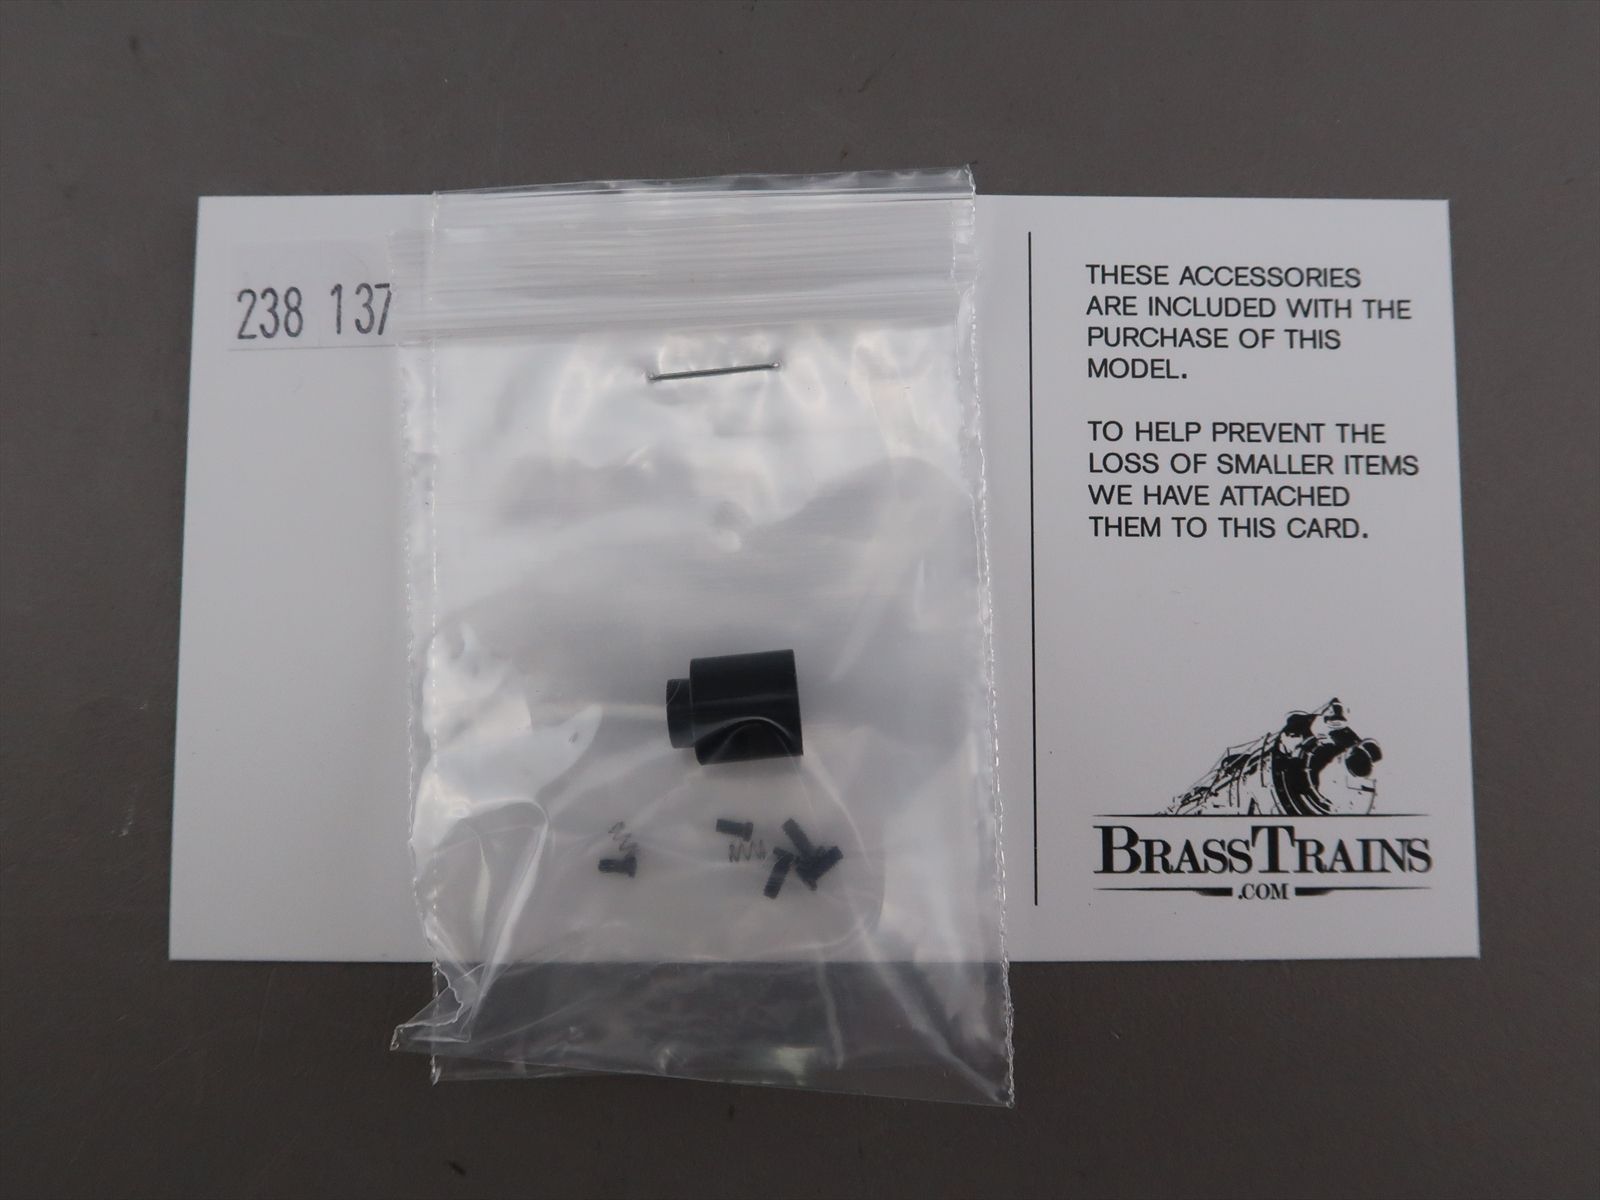 238 137
THESE ACCESSORIES
ARE INCLUDED WITH THE
PURCHASE OF THIS
MODEL.
TO HELP PREVENT THE
LOSS OF SMALLER ITEMS
WE HAVE ATTACHED
THEM TO THIS CARD.
BRASSTRAINS
.COM